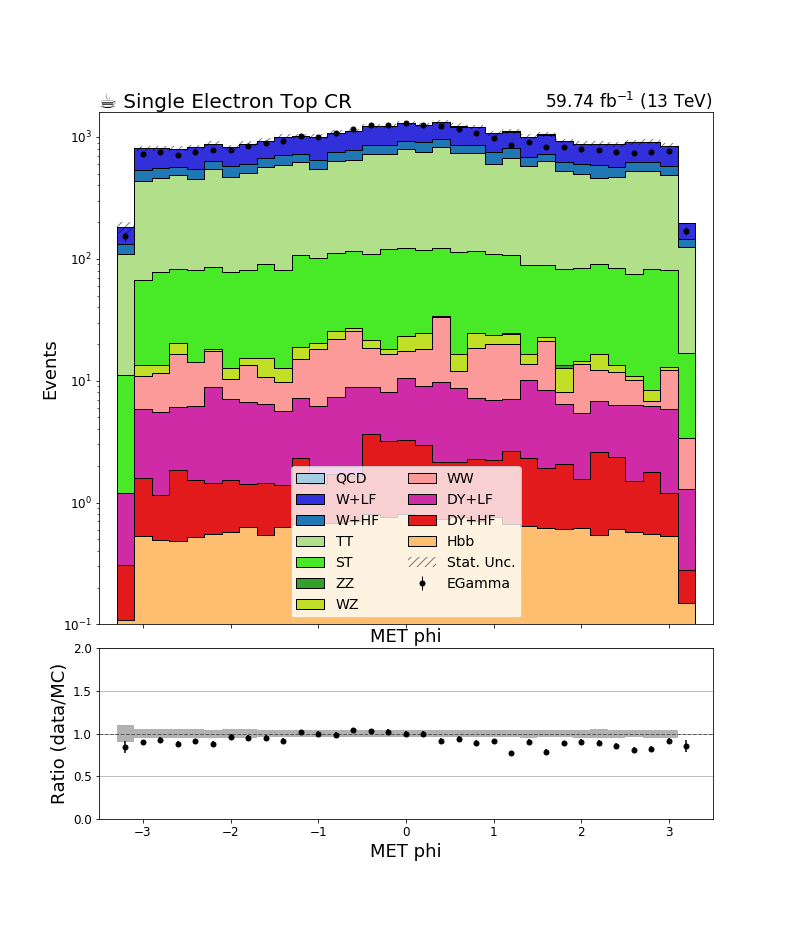 ☕ Single Electron Top CR
59.74 fb⁻¹ (13 TeV)
Events
10³
10²
10¹
10⁰
10⁻¹
QCD
W+LF
W+HF
TT
ST
ZZ
WZ
WW
DY+LF
DY+HF
Hbb
Stat. Unc.
EGamma
MET phi
Ratio (data/MC)
2.0
1.5
1.0
0.5
0.0
−3 −2 −1 0 1 2 3
MET phi